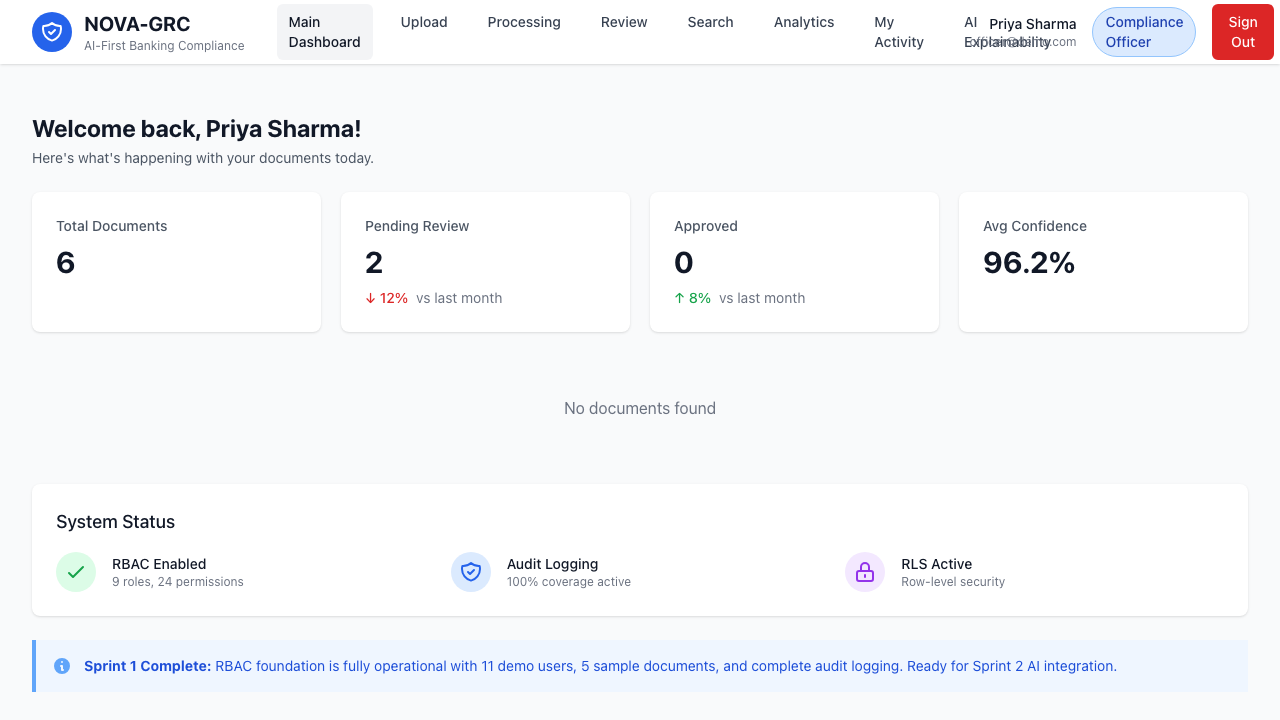 NOVA-GRC
AI-First Banking Compliance
Main
Dashboard
Upload
Processing
Review
Search
Analytics
My
Activity
AI
Explainability
Priya Sharma
Compliance
Officer
Sign
Out
Welcome back, Priya Sharma!
Here's what's happening with your documents today.
Total Documents
6
Pending Review
2
↓ 12% vs last month
Approved
0
↑ 8% vs last month
Avg Confidence
96.2%
No documents found
System Status
RBAC Enabled
9 roles, 24 permissions
Audit Logging
100% coverage active
RLS Active
Row-level security
Sprint 1 Complete: RBAC foundation is fully operational with 11 demo users, 5 sample documents, and complete audit logging. Ready for Sprint 2 AI integration.